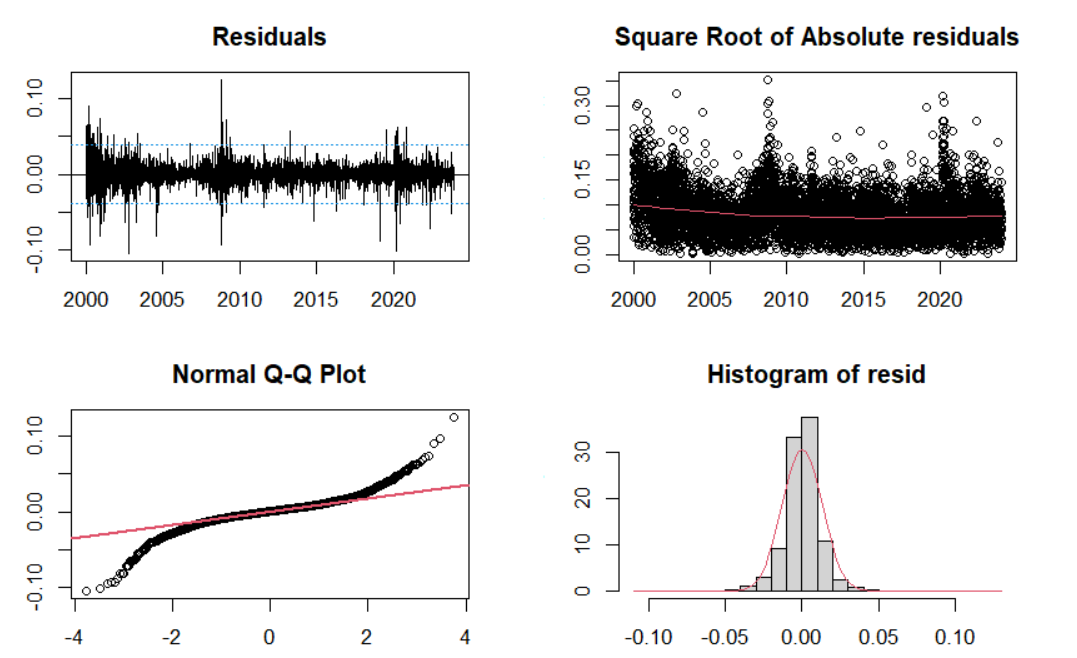 Residuals
0.10
0.00
-0.10
2000 2005 2010 2015 2020
Square Root of Absolute residuals
0.30
0.15
0.00
2000 2005 2010 2015 2020
Normal Q-Q Plot
0.10
0.00
-0.10
-4 -2 0 2 4
Histogram of resid
30
20
10
0
-0.10 -0.05 0.00 0.05 0.10